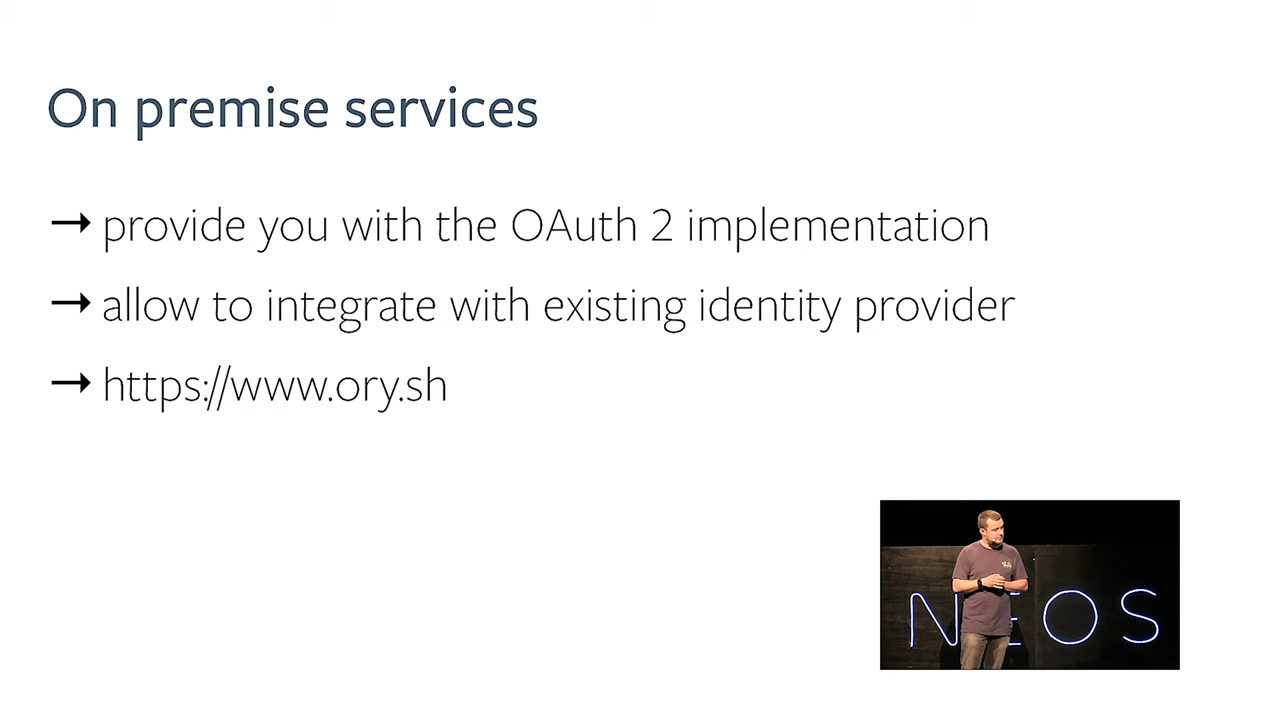 On premise services
→ provide you with the OAuth 2 implementation
→ allow to integrate with existing identity provider
→ https://www.ory.sh
NEOS